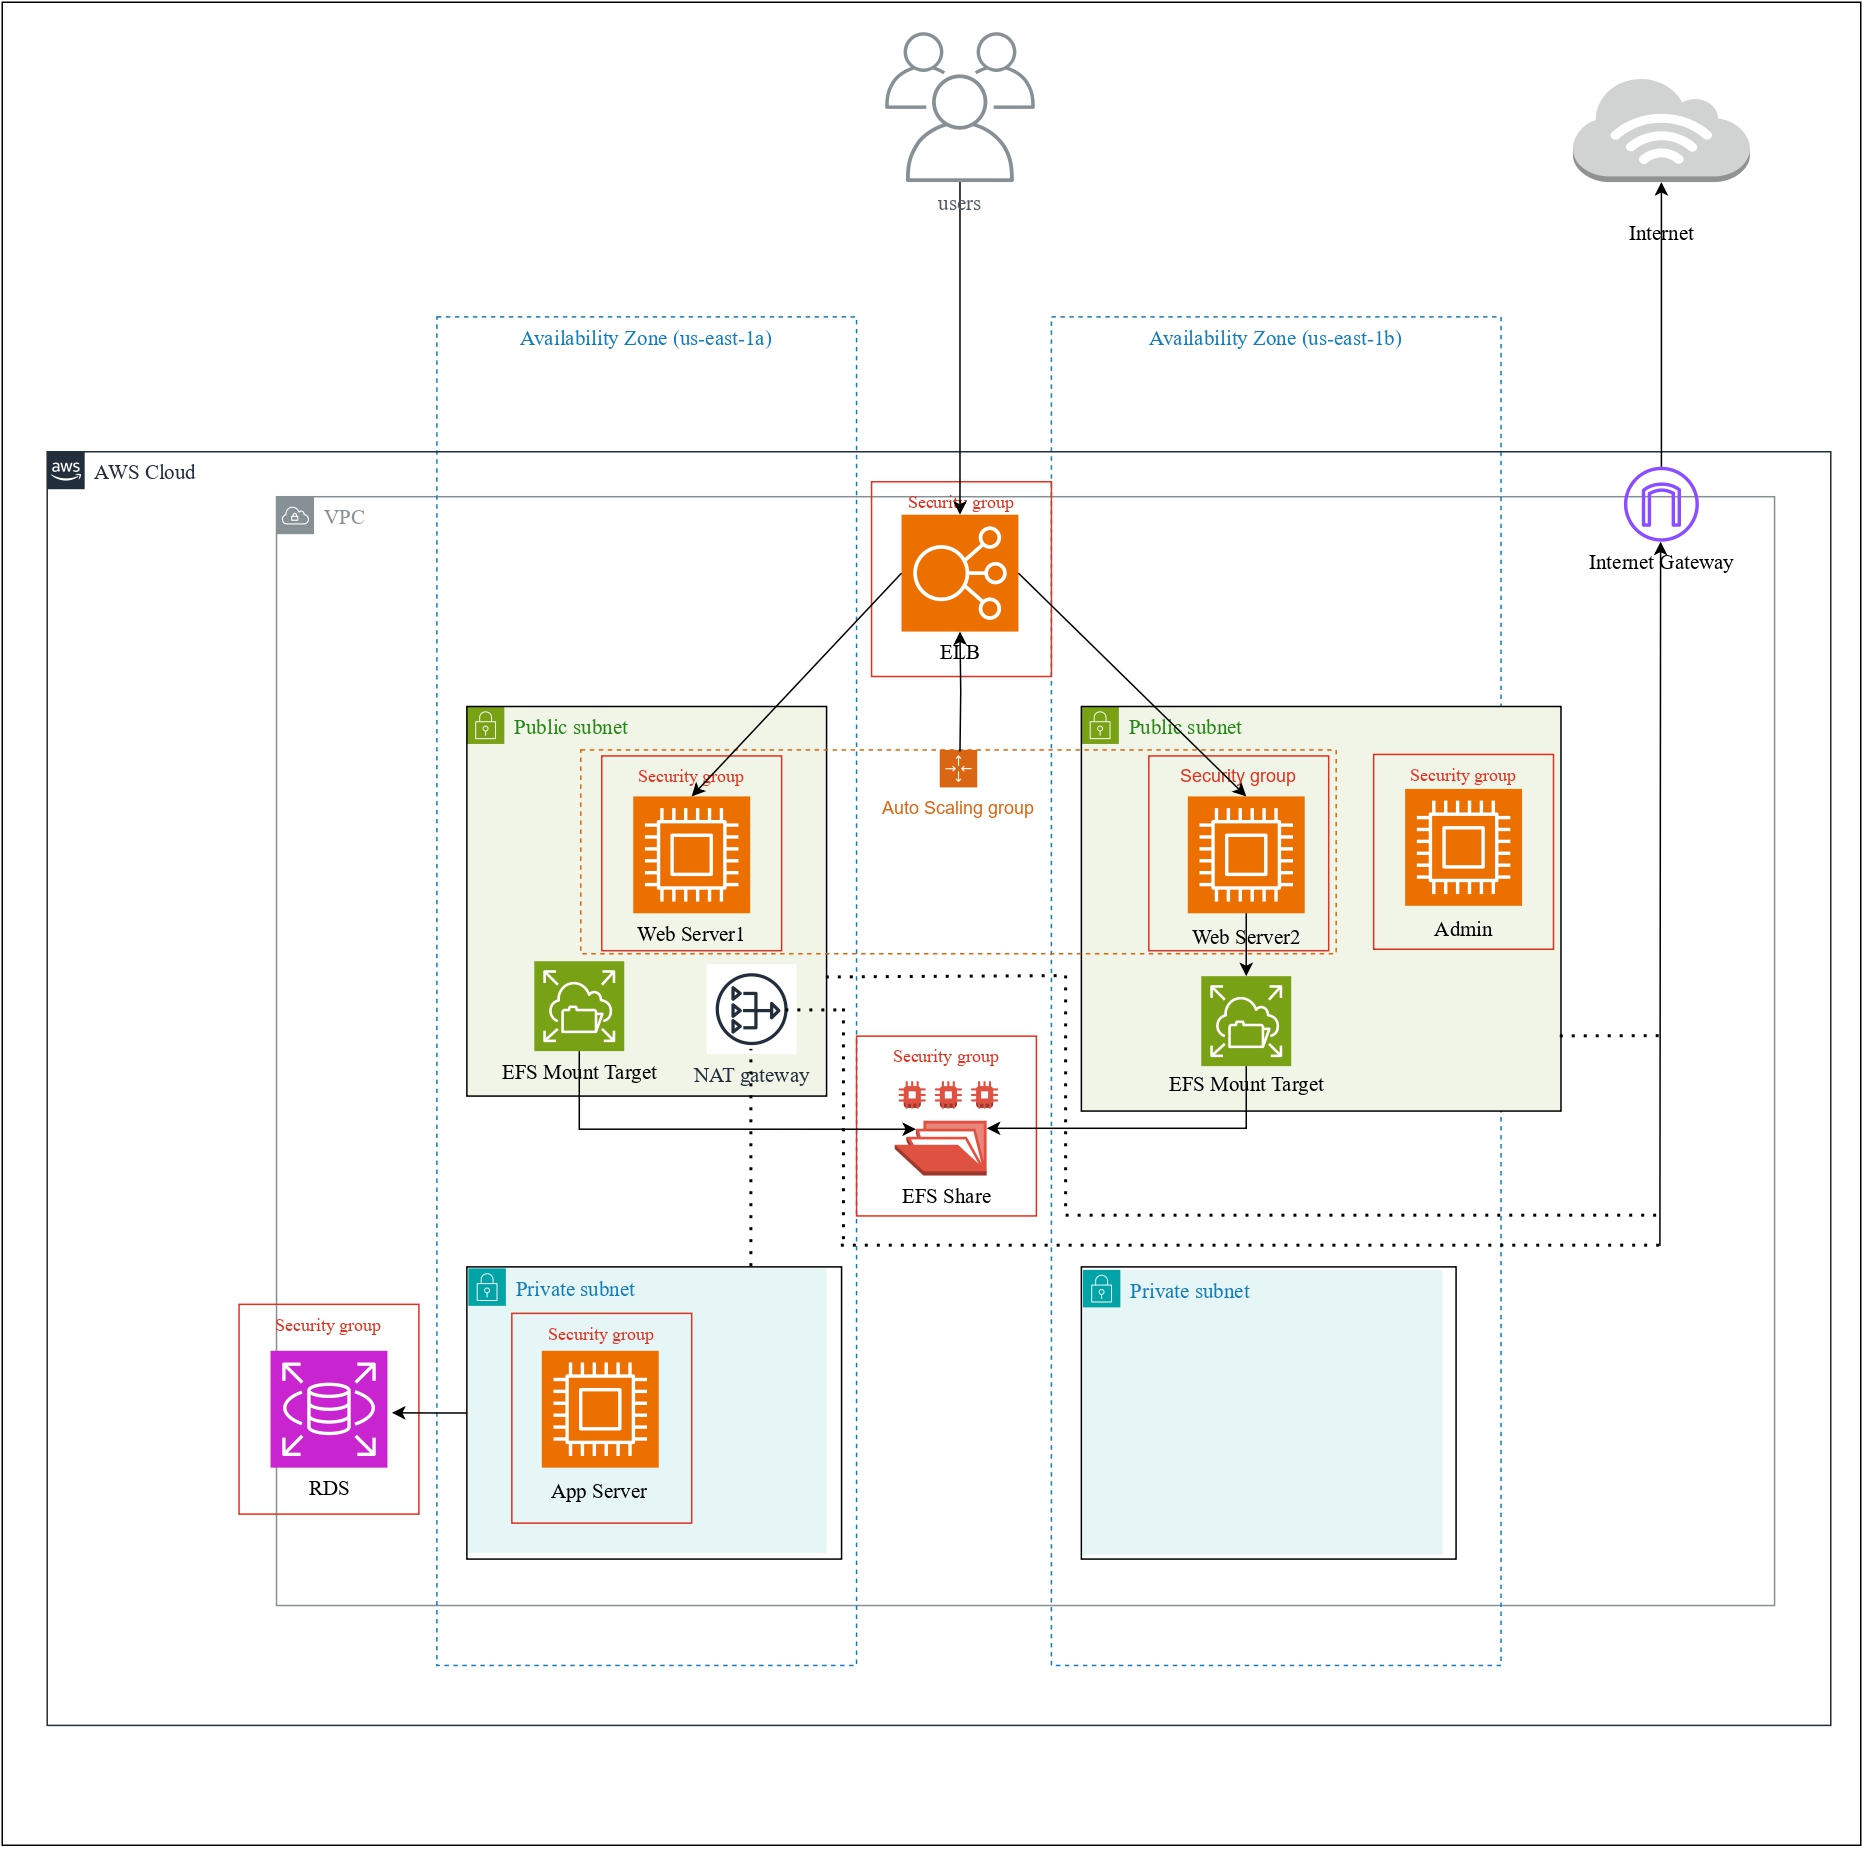 users
Internet
Availability Zone (us-east-1a)
Availability Zone (us-east-1b)
aws
AWS Cloud
VPC
Security group
ELB
Internet Gateway
Public subnet
Public subnet
Security group
Security group
Security group
Auto Scaling group
Web Server1
Web Server2
Admin
EFS Mount Target
NAT gateway
Security group
EFS Mount Target
EFS Share
Private subnet
Private subnet
Security group
Security group
RDS
App Server